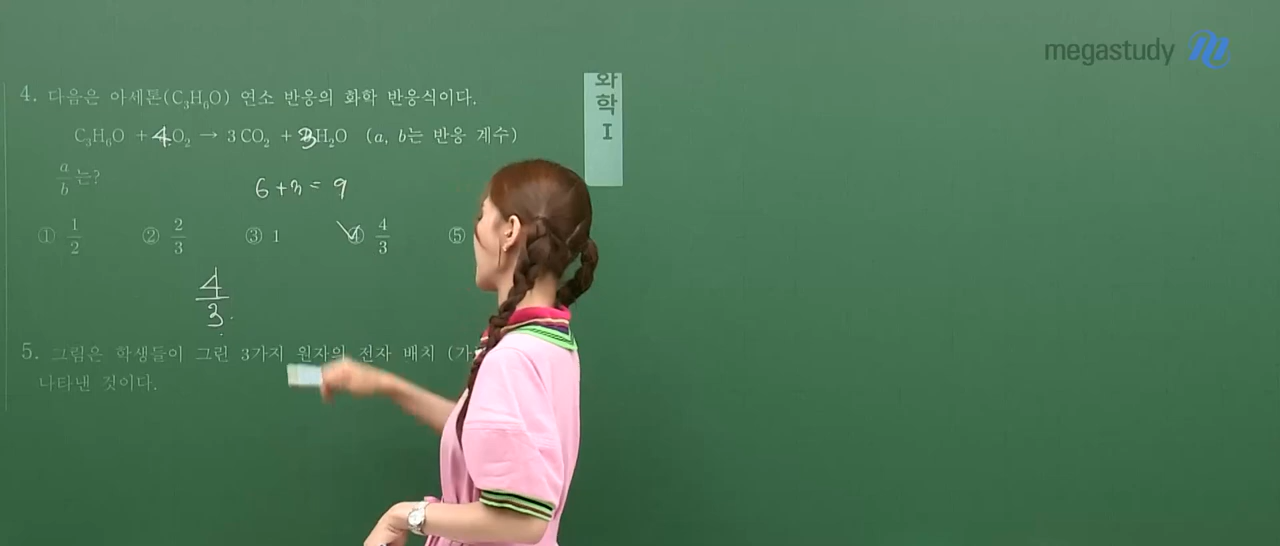 megastudy
화학 I
4. 다음은 아세톤(C₃H₆O) 연소 반응의 화학 반응식이다.
C₃H₆O + 4O₂ → 3CO₂ + 3H₂O (a, b는 반응 계수)
a/b 는?
6 + 3 = 9
① 1/2 ② 2/3 ③ 1 ④ 4/3 ⑤
4/3
5. 그림은 학생들이 그린 3가지 원자의 전자 배치 (가
나타낸 것이다.